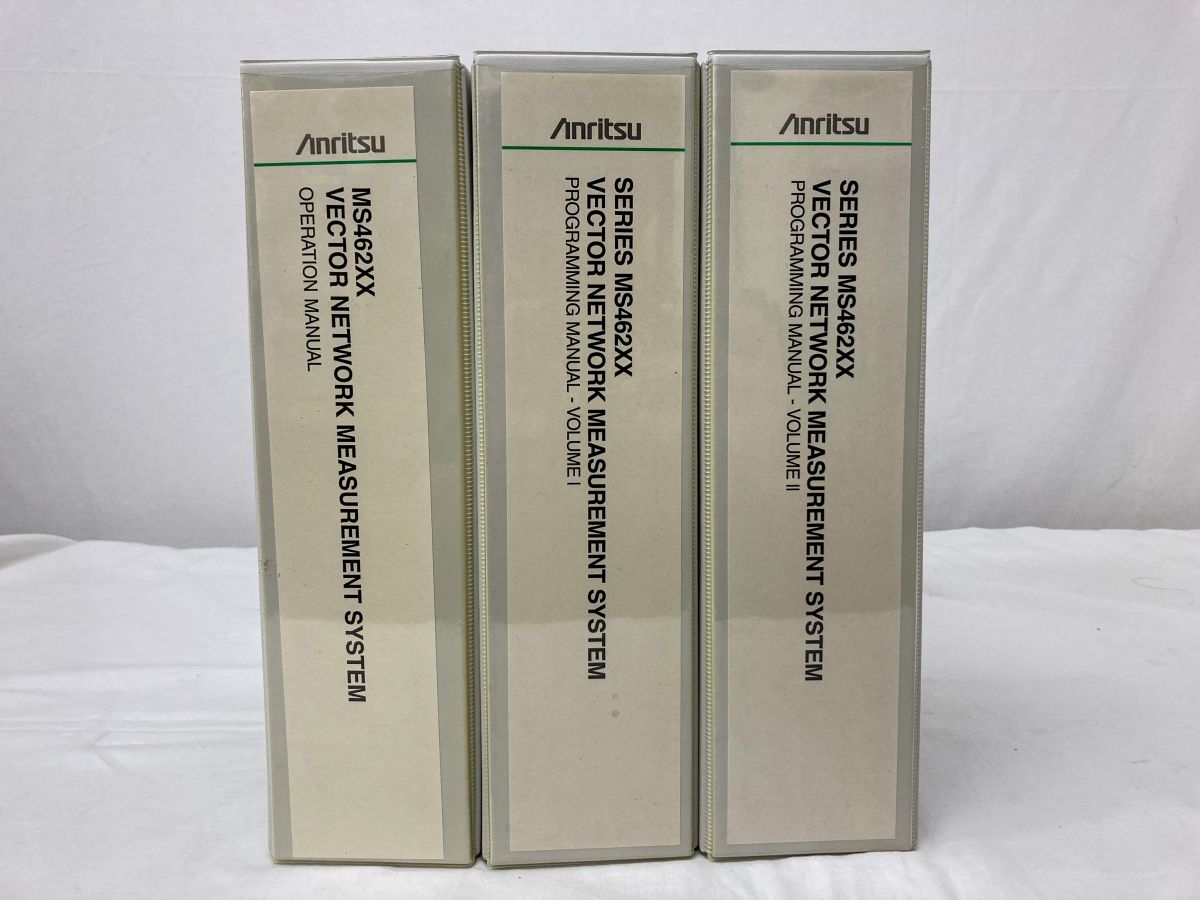 Anritsu
MS462XX
VECTOR NETWORK MEASUREMENT SYSTEM
OPERATION MANUAL
Anritsu
SERIES MS462XX
VECTOR NETWORK MEASUREMENT SYSTEM
PROGRAMMING MANUAL - VOLUME I
Anritsu
SERIES MS462XX
VECTOR NETWORK MEASUREMENT SYSTEM
PROGRAMMING MANUAL - VOLUME II